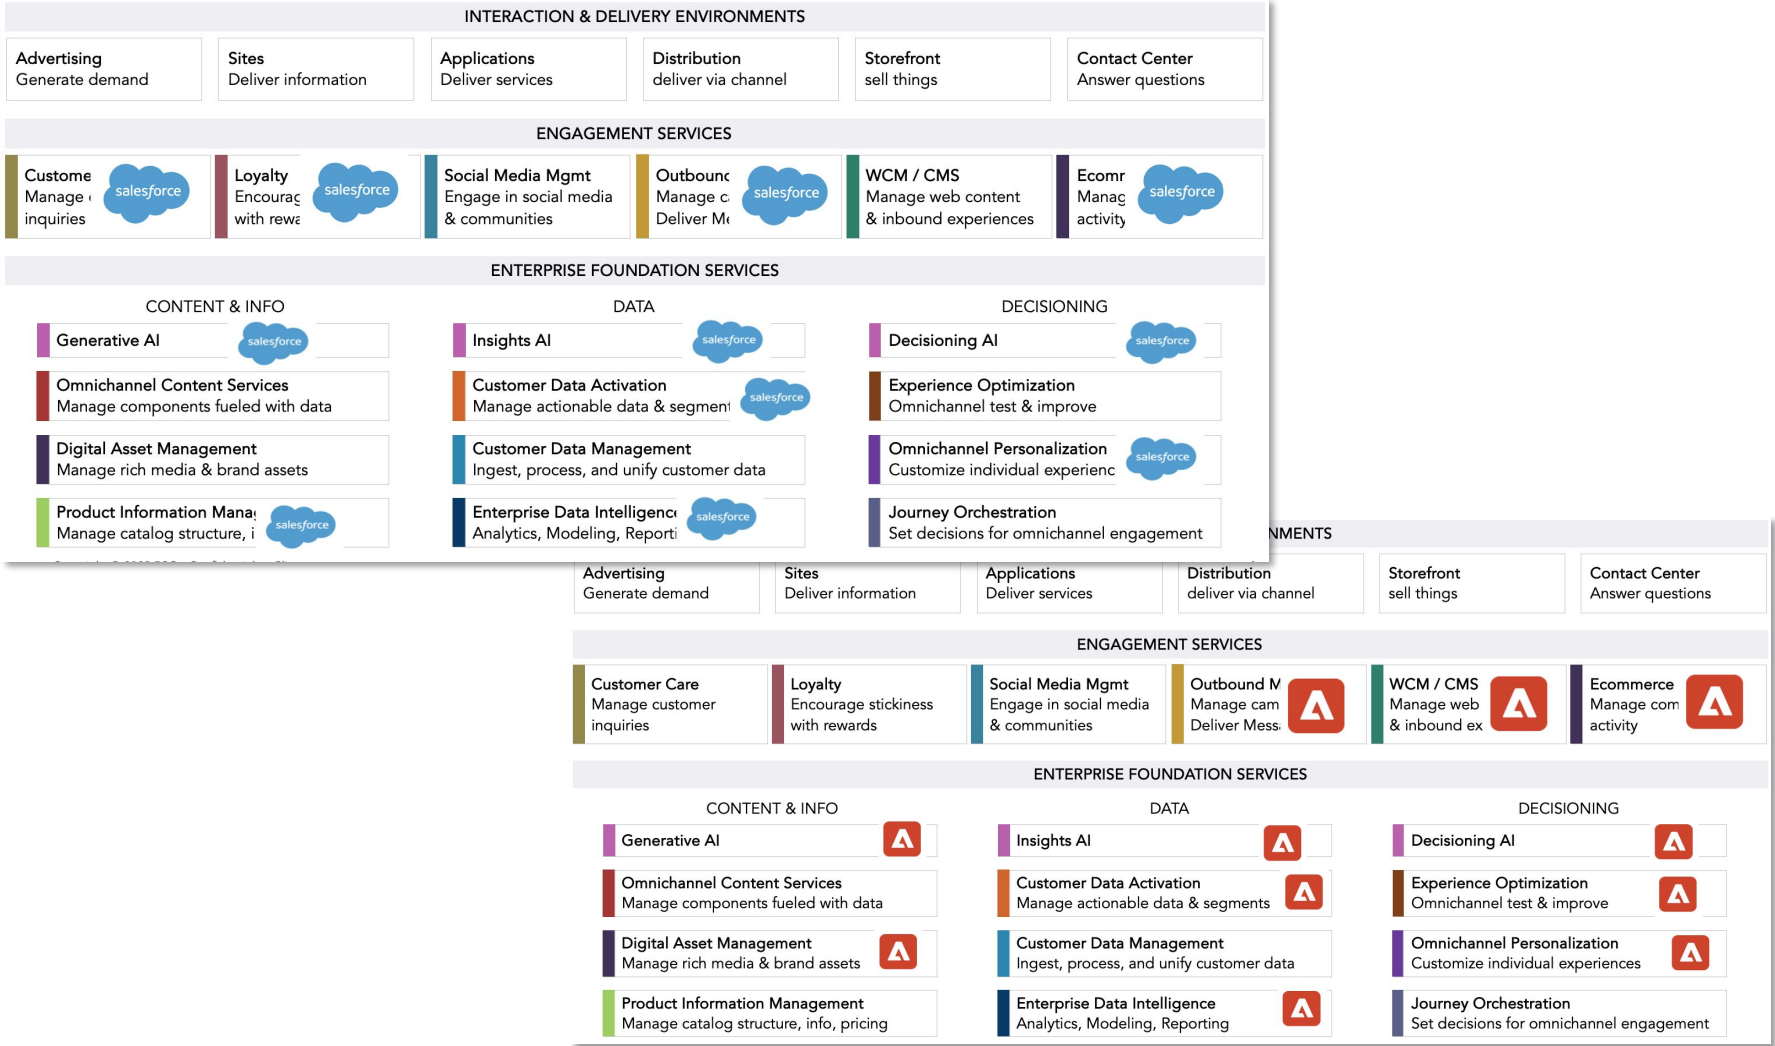 INTERACTION & DELIVERY ENVIRONMENTS
Advertising
Generate demand
Sites
Deliver information
Applications
Deliver services
Distribution
deliver via channel
Storefront
sell things
Contact Center
Answer questions
ENGAGEMENT SERVICES
Custome
Manage
inquiries
salesforce
Loyalty
Encourag
with rewa
salesforce
Social Media Mgmt
Engage in social media
& communities
Outbound
Manage ca
Deliver Me
salesforce
WCM / CMS
Manage web content
& inbound experiences
Ecomr
Manag
activity
salesforce
ENTERPRISE FOUNDATION SERVICES
CONTENT & INFO
Generative AI
salesforce
Omnichannel Content Services
Manage components fueled with data
Digital Asset Management
Manage rich media & brand assets
Product Information Mana
Manage catalog structure, i
salesforce
DATA
Insights AI
salesforce
Customer Data Activation
Manage actionable data & segment
salesforce
Customer Data Management
Ingest, process, and unify customer data
Enterprise Data Intelligence
Analytics, Modeling, Reporti
salesforce
DECISIONING
Decisioning AI
salesforce
Experience Optimization
Omnichannel test & improve
Omnichannel Personalization
Customize individual experienc
salesforce
Journey Orchestration
Set decisions for omnichannel engagement
NMENTS
Advertising
Generate demand
Sites
Deliver information
Applications
Deliver services
Distribution
deliver via channel
Storefront
sell things
Contact Center
Answer questions
ENGAGEMENT SERVICES
Customer Care
Manage customer
inquiries
Loyalty
Encourage stickiness
with rewards
Social Media Mgmt
Engage in social media
& communities
Outbound M
Manage cam
Deliver Mess
WCM / CMS
Manage web
& inbound ex
Ecommerce
Manage com
activity
ENTERPRISE FOUNDATION SERVICES
CONTENT & INFO
Generative AI
Omnichannel Content Services
Manage components fueled with data
Digital Asset Management
Manage rich media & brand assets
Product Information Management
Manage catalog structure, info, pricing
DATA
Insights AI
Customer Data Activation
Manage actionable data & segments
Customer Data Management
Ingest, process, and unify customer data
Enterprise Data Intelligence
Analytics, Modeling, Reporting
DECISIONING
Decisioning AI
Experience Optimization
Omnichannel test & improve
Omnichannel Personalization
Customize individual experiences
Journey Orchestration
Set decisions for omnichannel engagement